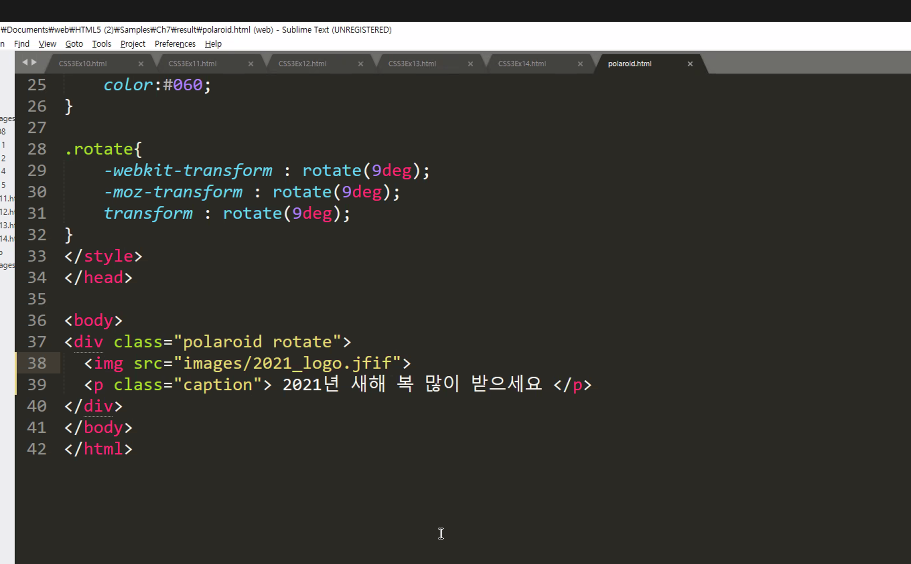 ￦Documents￦web￦HTML5 (2)￦Samples￦Ch7￦result￦polaroid.html (web) - Sublime Text (UNREGISTERED)
n Find View Goto Tools Project Preferences Help
CSS3Ex10.html × CSS3Ex11.html × CSS3Ex12.html × CSS3Ex13.html × CSS3Ex14.html × polaroid.html ×
25 color:#060;
26 }
27
28 .rotate{
29 -webkit-transform : rotate(9deg);
30 -moz-transform : rotate(9deg);
31 transform : rotate(9deg);
32 }
33 </style>
34 </head>
35
36 <body>
37 <div class="polaroid rotate">
38 <img src="images/2021_logo.jfif">
39 <p class="caption"> 2021년 새해 복 많이 받으세요 </p>
40 </div>
41 </body>
42 </html>
ages
08
1
2
4
5
11.h
12.h
13.h
14.h
ages